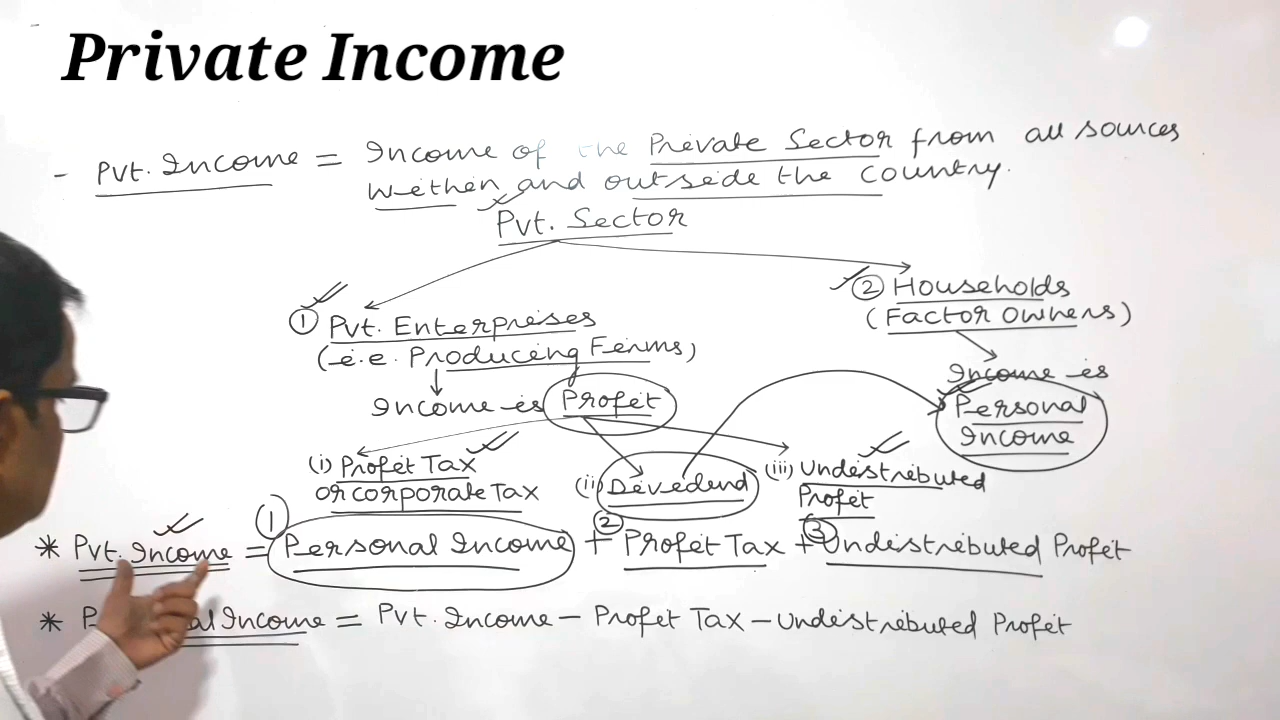 Private Income
- Pvt. Income = Income of the Private Sector from all sources
within and outside the country.
Pvt. Sector
① Pvt. Enterprises
(i.e. Producing Firms)
Income is Profit
② Households
(Factor Owners)
Income is
Personal
Income
(i) Profit Tax
or corporate Tax
(ii) Dividend
(iii) Undistributed
Profit
1 2 3
* Pvt. Income = Personal Income + Profit Tax + Undistributed Profit
* P al Income = Pvt. Income - Profit Tax - Undistributed Profit